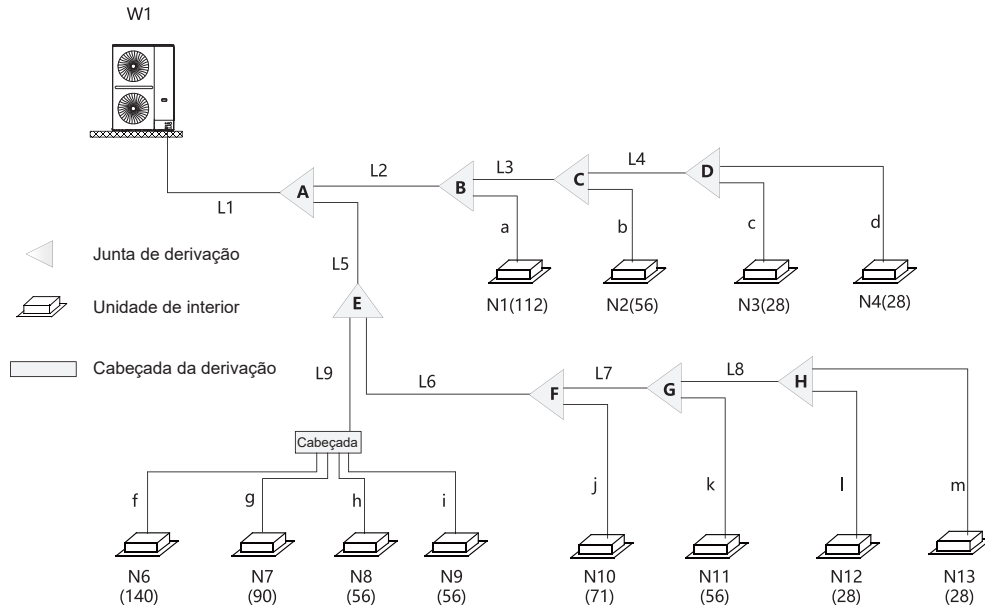 W1
L1
A
L2
B
L3
C
L4
D
a
b
c
d
N1(112)
N2(56)
N3(28)
N4(28)
Junta de derivação
Unidade de interior
Cabeçada da derivação
L5
E
L9
L6
F
L7
G
L8
H
Cabeçada
f
g
h
i
j
k
l
m
N6
(140)
N7
(90)
N8
(56)
N9
(56)
N10
(71)
N11
(56)
N12
(28)
N13
(28)